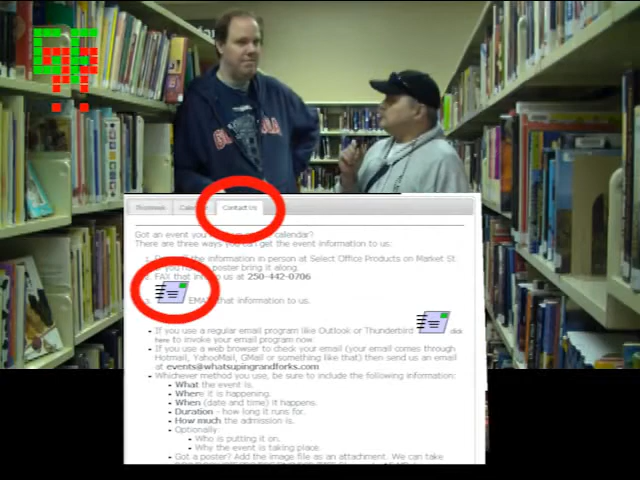 Contact Us
Got an event you calendar?
There are three ways you can get the event information to us:
the information in person at Select Office Products on Market St.
poster bring it along.
2. FAX that info to us at 250-442-0706
3. EMAIL that information to us.
If you use a regular email program like Outlook or Thunderbird click
here to invoke your email program now.
If you use a web browser to check your email (your email comes through
Hotmail, YahooMail, GMail or something like that) then send us an email
at events@whatsupingrandforks.com
Whichever method you use, be sure to include the following information:
What the event is.
Where it is happening.
When (date and time) it happens.
Duration - how long it runs for.
How much the admission is.
Optionally:
Who is putting it on.
Why the event is taking place.
Got a poster? Add the image file as an attachment. We can take